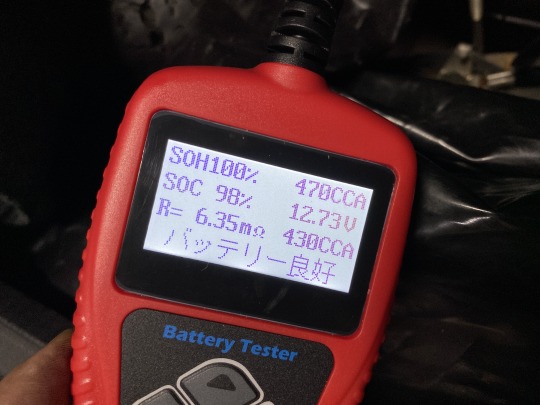 SOH100% 470CCA
SOC 98% 12.73V
R= 6.35mΩ 430CCA
バッテリー良好
Battery Tester